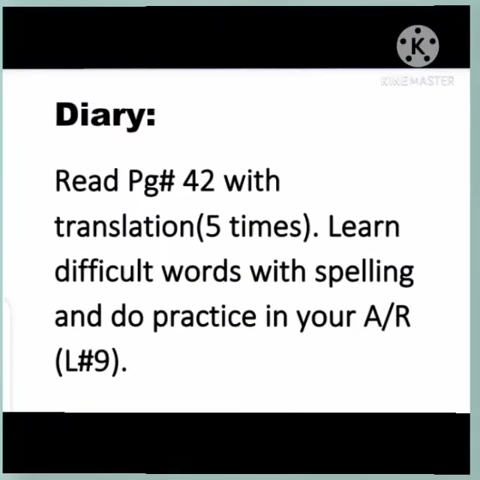 K
KINEMASTER
Diary:
Read Pg# 42 with
translation(5 times). Learn
difficult words with spelling
and do practice in your A/R
(L#9).